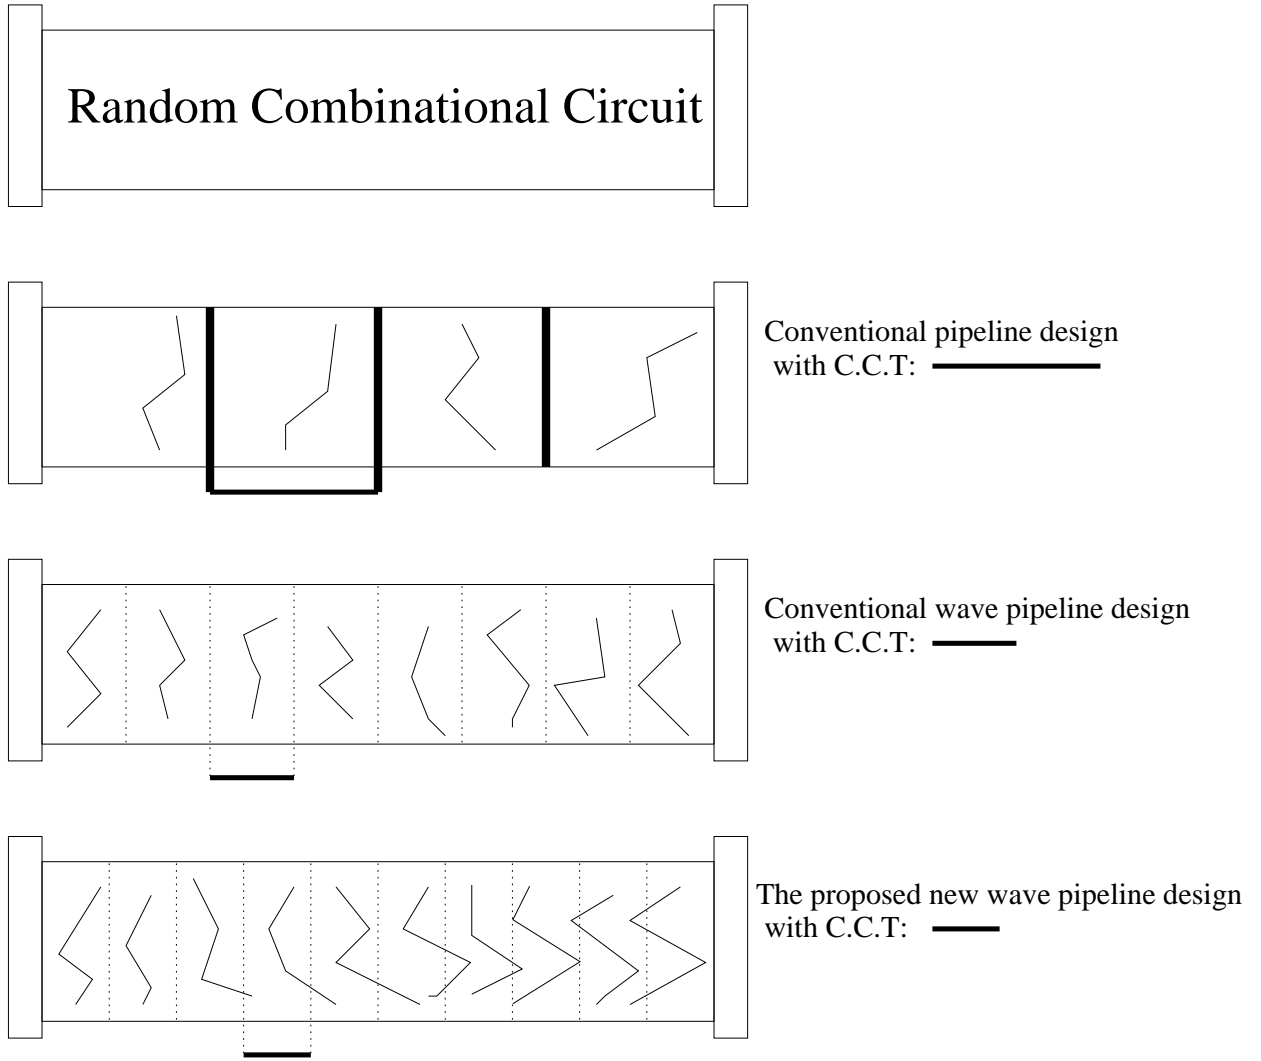 Random Combinational Circuit
Conventional pipeline design
with C.C.T:
Conventional wave pipeline design
with C.C.T:
The proposed new wave pipeline design
with C.C.T: